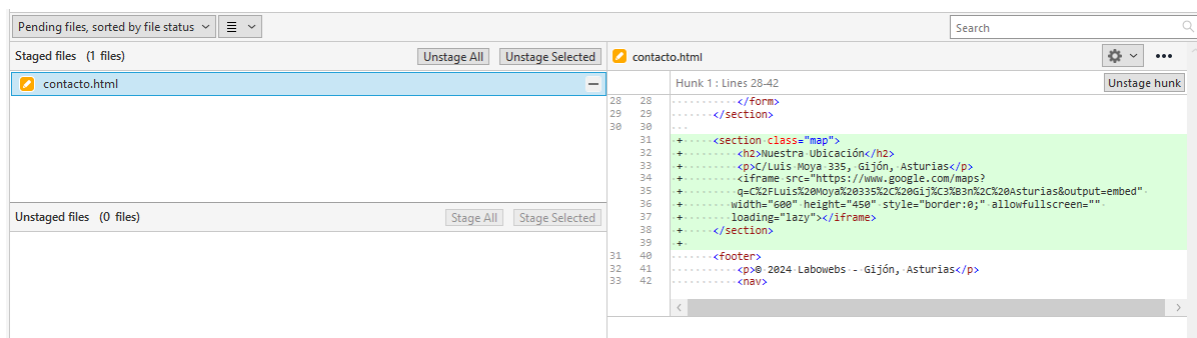 Pending files, sorted by file status
Search
Staged files (1 files)
Unstage All
Unstage Selected
contacto.html
contacto.html
Hunk 1 : Lines 28-42
Unstage hunk
28 28 </form>
29 29 </section>
30 30
31 + <section class="map">
32 + <h2>Nuestra Ubicación</h2>
33 + <p>C/Luis Moya 335, Gijón, Asturias</p>
34 + <iframe src="https://www.google.com/maps?
35 + q=C%2FLuis%20Moya%20335%2C%20Gij%C3%B3n%2C%20Asturias&output=embed"
36 + width="600" height="450" style="border:0;" allowfullscreen=""
37 + loading="lazy"></iframe>
38 + </section>
39 +
31 40 <footer>
32 41 <p>© 2024 Labowebs - Gijón, Asturias</p>
33 42 <nav>
Unstaged files (0 files)
Stage All
Stage Selected